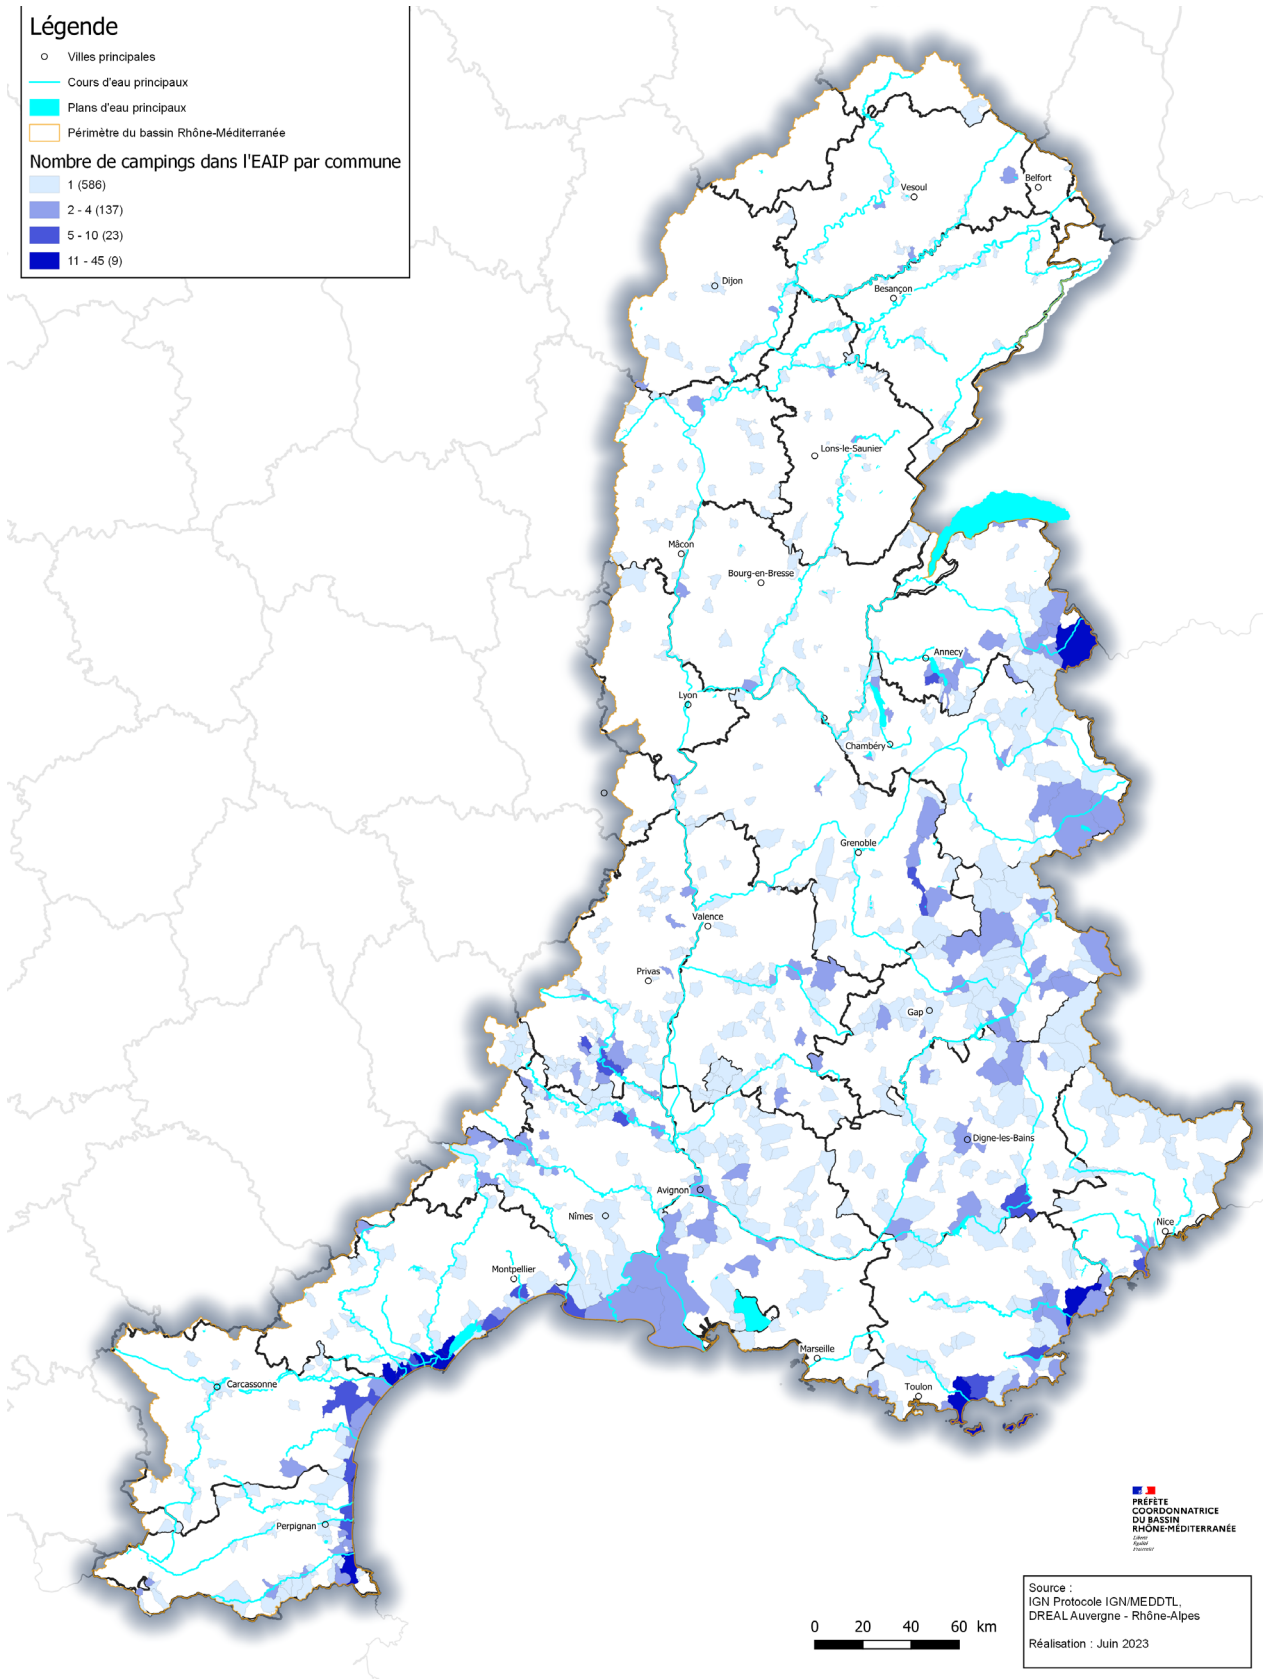 Légende
Villes principales
Cours d'eau principaux
Plans d'eau principaux
Périmètre du bassin Rhône-Méditerranée
Nombre de campings dans l'EAIP par commune
1 (586)
2 - 4 (137)
5 - 10 (23)
11 - 45 (9)
Belfort
Vesoul
Dijon
Besançon
Lons-le-Saunier
Mâcon
Bourg-en-Bresse
Annecy
Lyon
Chambéry
Grenoble
Valence
Privas
Gap
Digne-les-Bains
Avignon
Nîmes
Nice
Montpellier
Marseille
Carcassonne
Toulon
Perpignan
PRÉFÈTE
COORDONNATRICE
DU BASSIN
RHÔNE-MÉDITERRANÉE
Liberté
Égalité
Fraternité
Source :
IGN Protocole IGN/MEDDTL,
DREAL Auvergne - Rhône-Alpes
Réalisation : Juin 2023
0 20 40 60 km